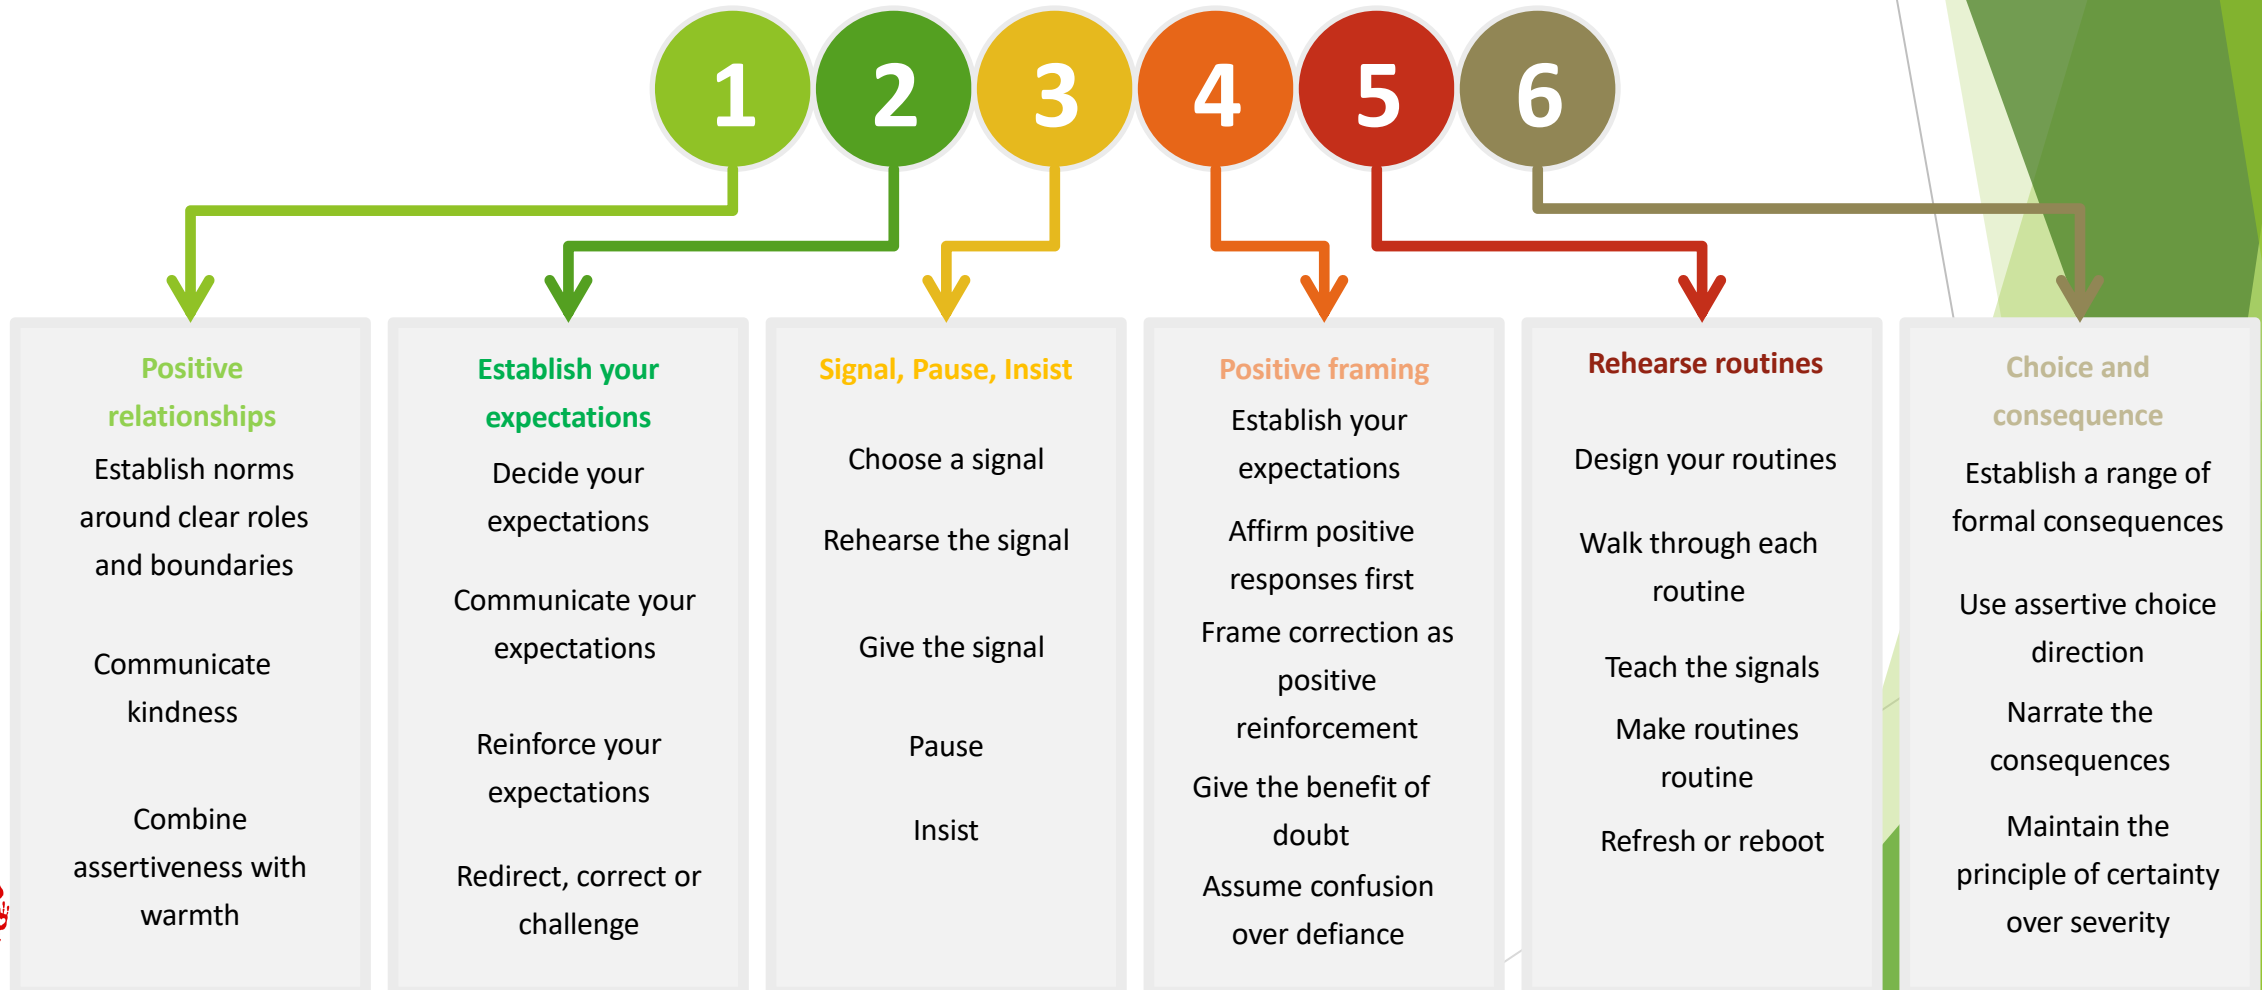 1
2
3
4
5
6
Positive
relationships
Establish norms
around clear roles
and boundaries
Communicate
kindness
Combine
assertiveness with
warmth
Establish your
expectations
Decide your
expectations
Communicate your
expectations
Reinforce your
expectations
Redirect, correct or
challenge
Signal, Pause, Insist
Choose a signal
Rehearse the signal
Give the signal
Pause
Insist
Positive framing
Establish your
expectations
Affirm positive
responses first
Frame correction as
positive
reinforcement
Give the benefit of
doubt
Assume confusion
over defiance
Rehearse routines
Design your routines
Walk through each
routine
Teach the signals
Make routines
routine
Refresh or reboot
Choice and
consequence
Establish a range of
formal consequences
Use assertive choice
direction
Narrate the
consequences
Maintain the
principle of certainty
over severity